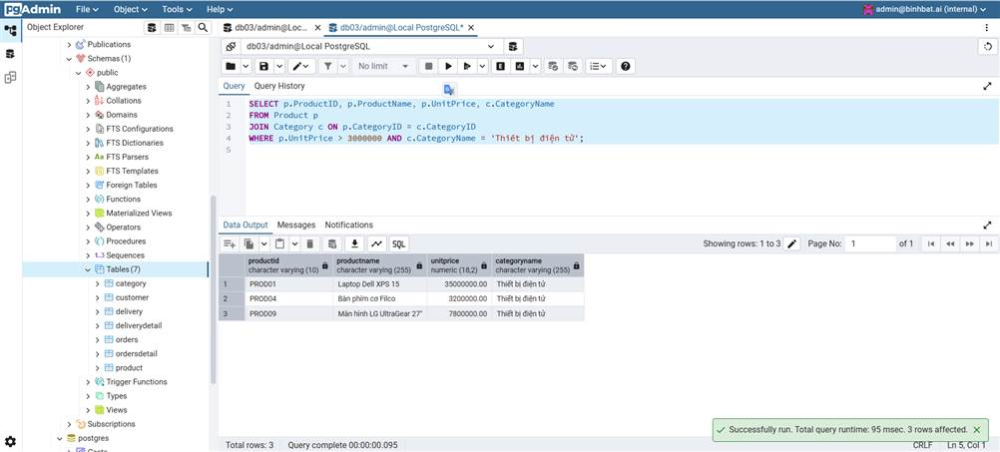 pgAdmin File Object Tools Help admin@binhbat.ai (internal)
Object Explorer
db03/admin@Loc... db03/admin@Local PostgreSQL*
db03/admin@Local PostgreSQL
No limit
E
Query Query History
1 SELECT p.ProductID, p.ProductName, p.UnitPrice, c.CategoryName
2 FROM Product p
3 JOIN Category c ON p.CategoryID = c.CategoryID
4 WHERE p.UnitPrice > 3000000 AND c.CategoryName = 'Thiết bị điện tử';
5
Publications
Schemas (1)
public
Aggregates
Collations
Domains
FTS Configurations
FTS Dictionaries
Aa FTS Parsers
FTS Templates
Foreign Tables
Functions
Materialized Views
Operators
Procedures
1..3 Sequences
Tables (7)
category
customer
delivery
deliverydetail
orders
ordersdetail
product
Trigger Functions
Types
Views
Subscriptions
postgres
Casts
Data Output Messages Notifications
SQL
Showing rows: 1 to 3 Page No: 1 of 1
productid productname unitprice categoryname
character varying (10) character varying (255) numeric (18,2) character varying (255)
1 PROD01 Laptop Dell XPS 15 35000000.00 Thiết bị điện tử
2 PROD04 Bàn phím cơ Filco 3200000.00 Thiết bị điện tử
3 PROD09 Màn hình LG UltraGear 27" 7800000.00 Thiết bị điện tử
Successfully run. Total query runtime: 95 msec. 3 rows affected.
Total rows: 3 Query complete 00:00:00.095 CRLF Ln 5, Col 1